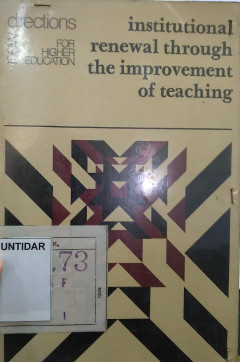 directions
FOR
HIGHER
EDUCATION
institutional
renewal through
the improvement
of teaching
UNTIDAR
.73
F
I